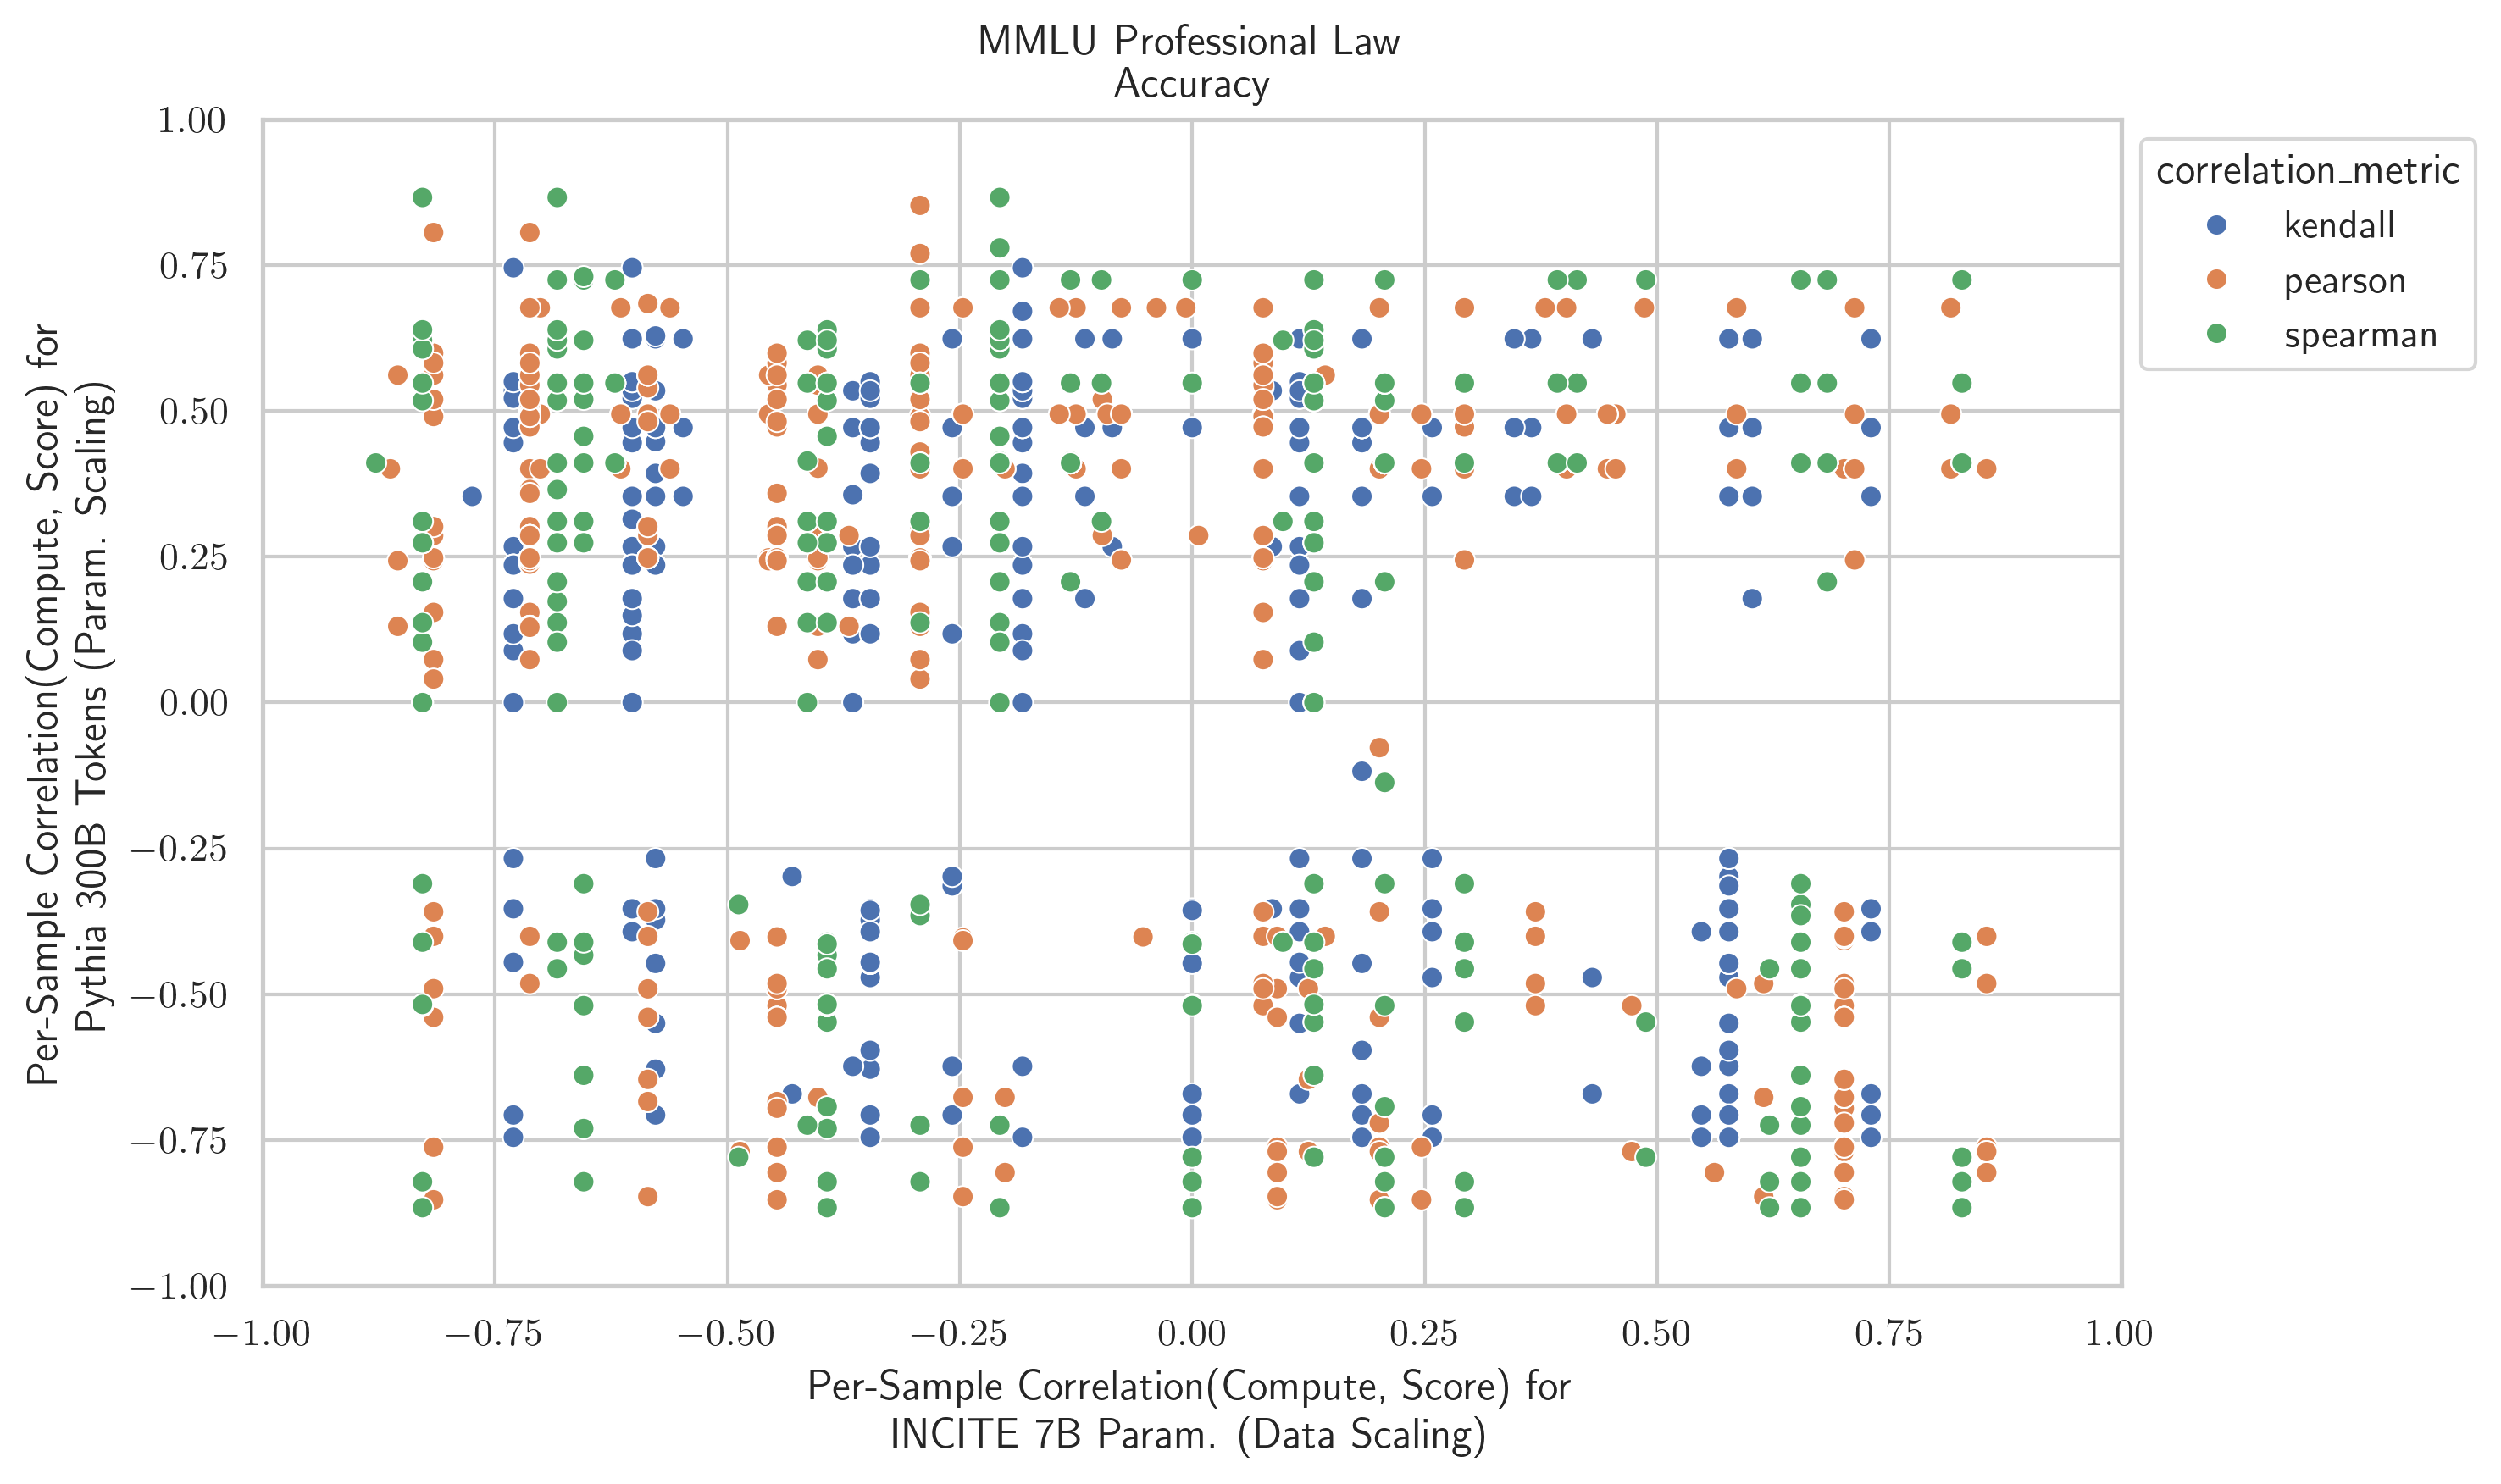 MMLU Professional Law
Accuracy
Per-Sample Correlation(Compute, Score) for
Pythia 300B Tokens (Param. Scaling)
1.00
0.75
0.50
0.25
0.00
−0.25
−0.50
−0.75
−1.00
−1.00 −0.75 −0.50 −0.25 0.00 0.25 0.50 0.75 1.00
Per-Sample Correlation(Compute, Score) for
INCITE 7B Param. (Data Scaling)
correlation_metric
kendall
pearson
spearman